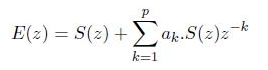 E(z) = S(z) + \sum_{k=1}^{p} a_k.S(z)z^{-k}